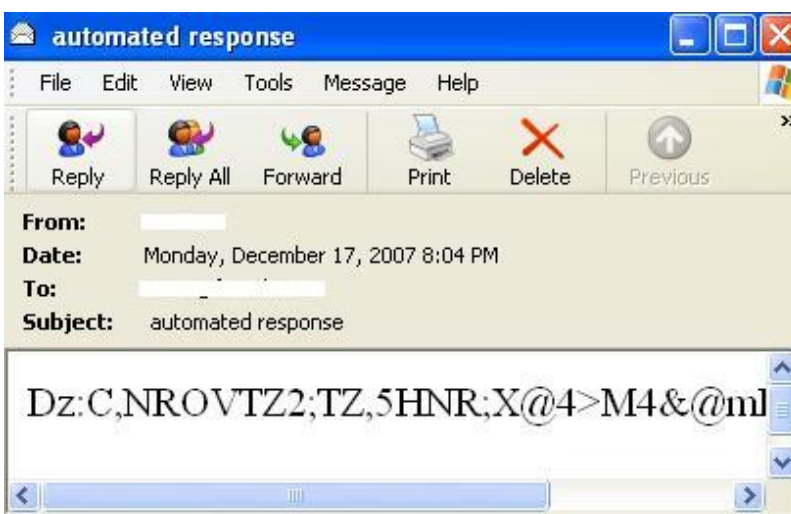 automated response
File Edit View Tools Message Help
Reply Reply All Forward Print Delete Previous
From:
Date: Monday, December 17, 2007 8:04 PM
To:
Subject: automated response
Dz:C,NROVTZ2;TZ,5HNR;X@4>M4&@ml